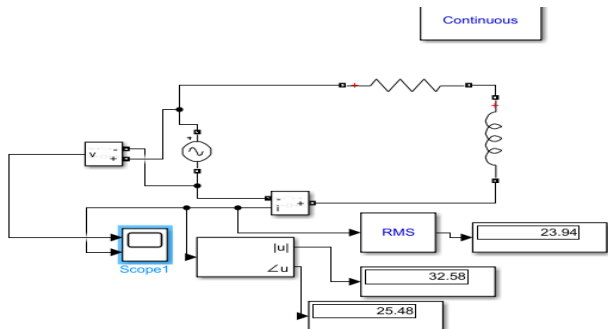 Continuous
v
-
+
-
i
+
RMS
23.94
|u|
∠u
Scope1
32.58
25.48